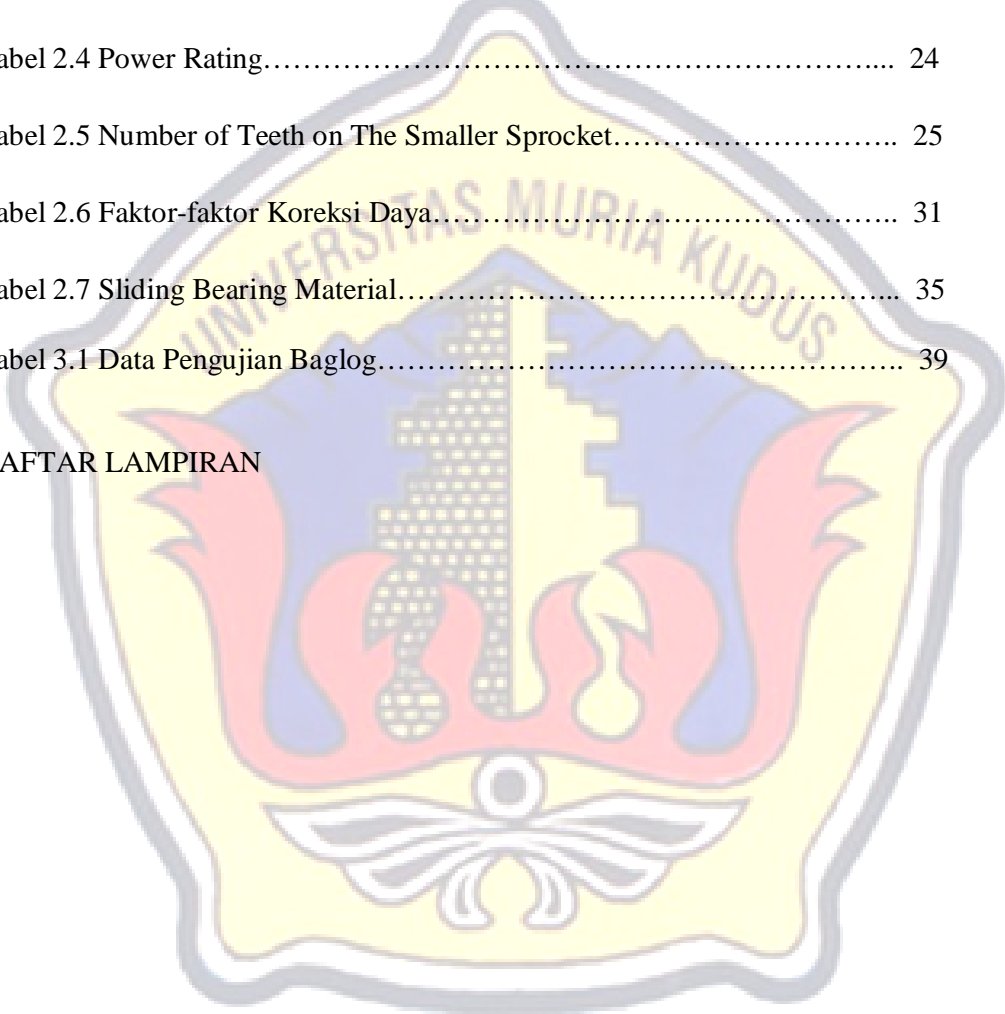 abel 2.4 Power Rating……………………………………………………... 24
abel 2.5 Number of Teeth on The Smaller Sprocket……………………….. 25
UNIVERSITAS MURIA KUDUS
abel 2.6 Faktor-faktor Koreksi Daya……………………………………….. 31
abel 2.7 Sliding Bearing Material…………………………………………... 35
abel 3.1 Data Pengujian Baglog…………………………………………….. 39
AFTAR LAMPIRAN